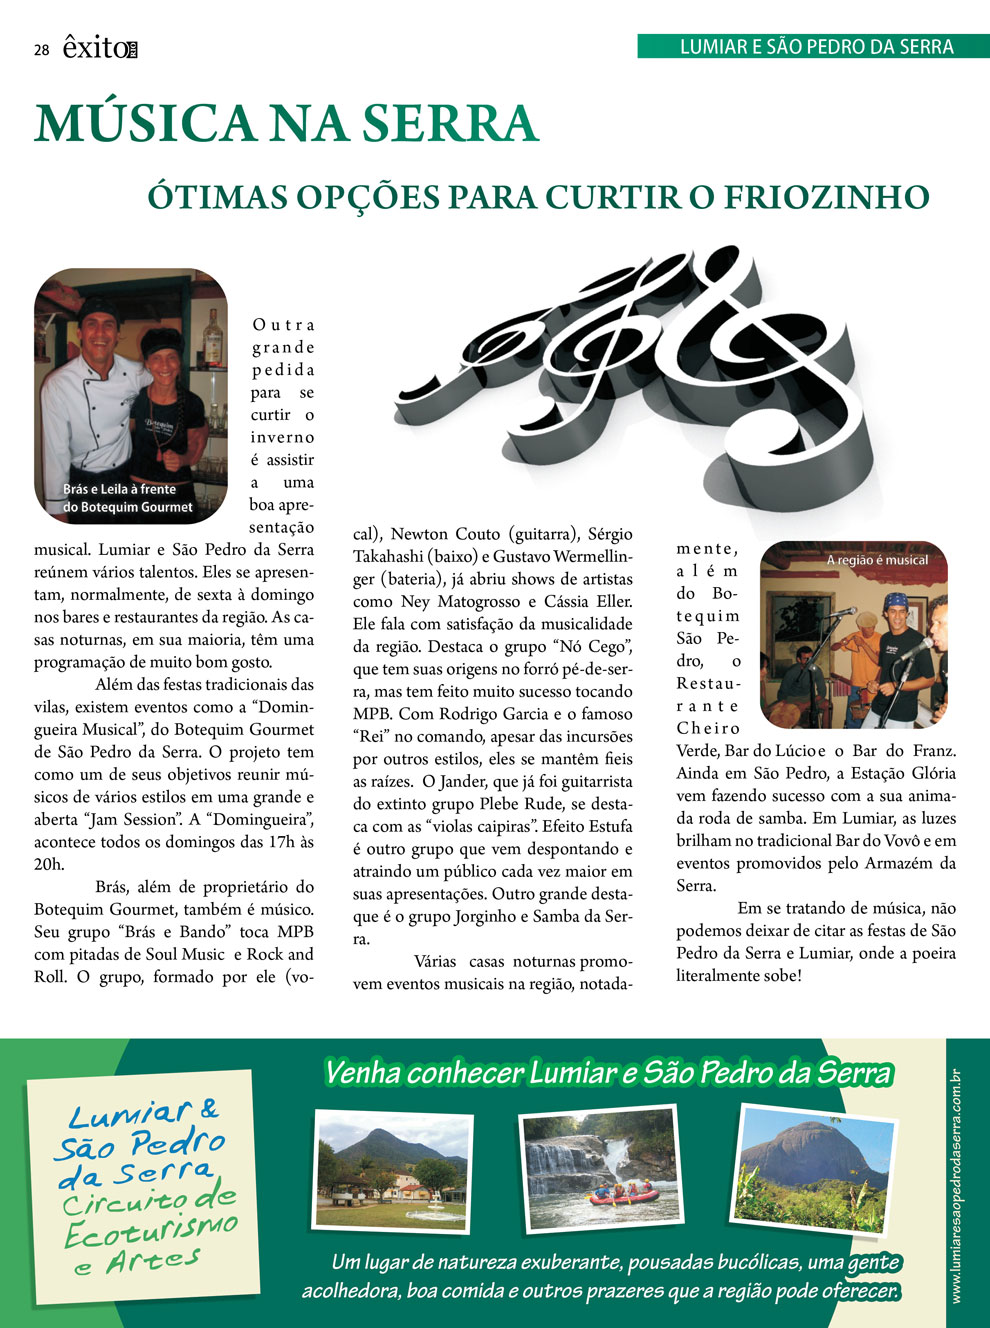 28 êxito RIO
LUMIAR E SÃO PEDRO DA SERRA
MÚSICA NA SERRA
ÓTIMAS OPÇÕES PARA CURTIR O FRIOZINHO
Brás e Leila à frente
do Botequim Gourmet
Outra
grande
pedida
para se
curtir o
inverno
é assistir
a uma
boa apre-
sentação
musical. Lumiar e São Pedro da Serra
reúnem vários talentos. Eles se apresen-
tam, normalmente, de sexta à domingo
nos bares e restaurantes da região. As ca-
sas noturnas, em sua maioria, têm uma
programação de muito bom gosto.
Além das festas tradicionais das
vilas, existem eventos como a “Domin-
gueira Musical”, do Botequim Gourmet
de São Pedro da Serra. O projeto tem
como um de seus objetivos reunir mú-
sicos de vários estilos em uma grande e
aberta “Jam Session”. A “Domingueira”,
acontece todos os domingos das 17h às
20h.
Brás, além de proprietário do
Botequim Gourmet, também é músico.
Seu grupo “Brás e Bando” toca MPB
com pitadas de Soul Music e Rock and
Roll. O grupo, formado por ele (vo-
cal), Newton Couto (guitarra), Sérgio
Takahashi (baixo) e Gustavo Wermellin-
ger (bateria), já abriu shows de artistas
como Ney Matogrosso e Cássia Eller.
Ele fala com satisfação da musicalidade
da região. Destaca o grupo “Nó Cego”,
que tem suas origens no forró pé-de-ser-
ra, mas tem feito muito sucesso tocando
MPB. Com Rodrigo Garcia e o famoso
“Rei” no comando, apesar das incursões
por outros estilos, eles se mantêm fieis
as raízes. O Jander, que já foi guitarrista
do extinto grupo Plebe Rude, se desta-
ca com as “violas caipiras”. Efeito Estufa
é outro grupo que vem despontando e
atraindo um público cada vez maior em
suas apresentações. Outro grande desta-
que é o grupo Jorginho e Samba da Ser-
ra.
Várias casas noturnas promo-
vem eventos musicais na região, notada-
mente,
além
do Bo-
tequim
São Pe-
dro, o
Restau-
rante
Cheiro
Verde, Bar do Lúcio e o Bar do Franz.
Ainda em São Pedro, a Estação Glória
vem fazendo sucesso com a sua anima-
da roda de samba. Em Lumiar, as luzes
brilham no tradicional Bar do Vovô e em
eventos promovidos pelo Armazém da
Serra.
Em se tratando de música, não
podemos deixar de citar as festas de São
Pedro da Serra e Lumiar, onde a poeira
literalmente sobe!
A região é musical
Venha conhecer Lumiar e São Pedro da Serra
Lumiar &
São Pedro
da Serra
Circuito de
Ecoturismo
e Artes
Um lugar de natureza exuberante, pousadas bucólicas, uma gente
acolhedora, boa comida e outros prazeres que a região pode oferecer.
www.lumiaresaopedrodaserra.com.br